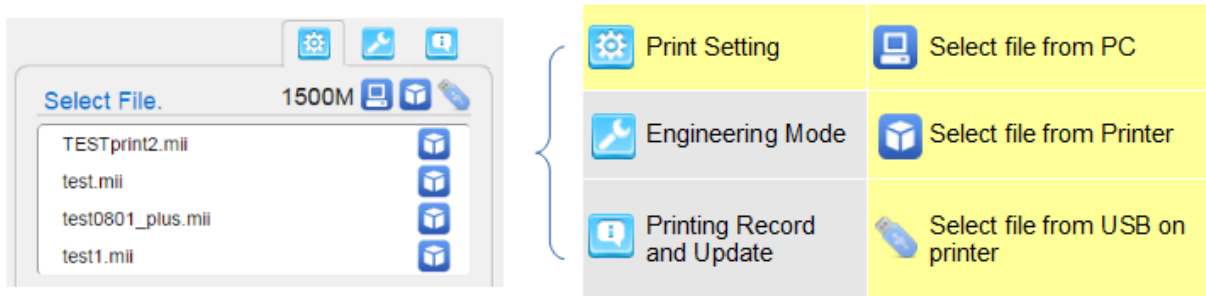 Select File.
1500M
TESTprint2.mii
test.mii
test0801_plus.mii
test1.mii
Print Setting
Select file from PC
Engineering Mode
Select file from Printer
Printing Record
and Update
Select file from USB on
printer